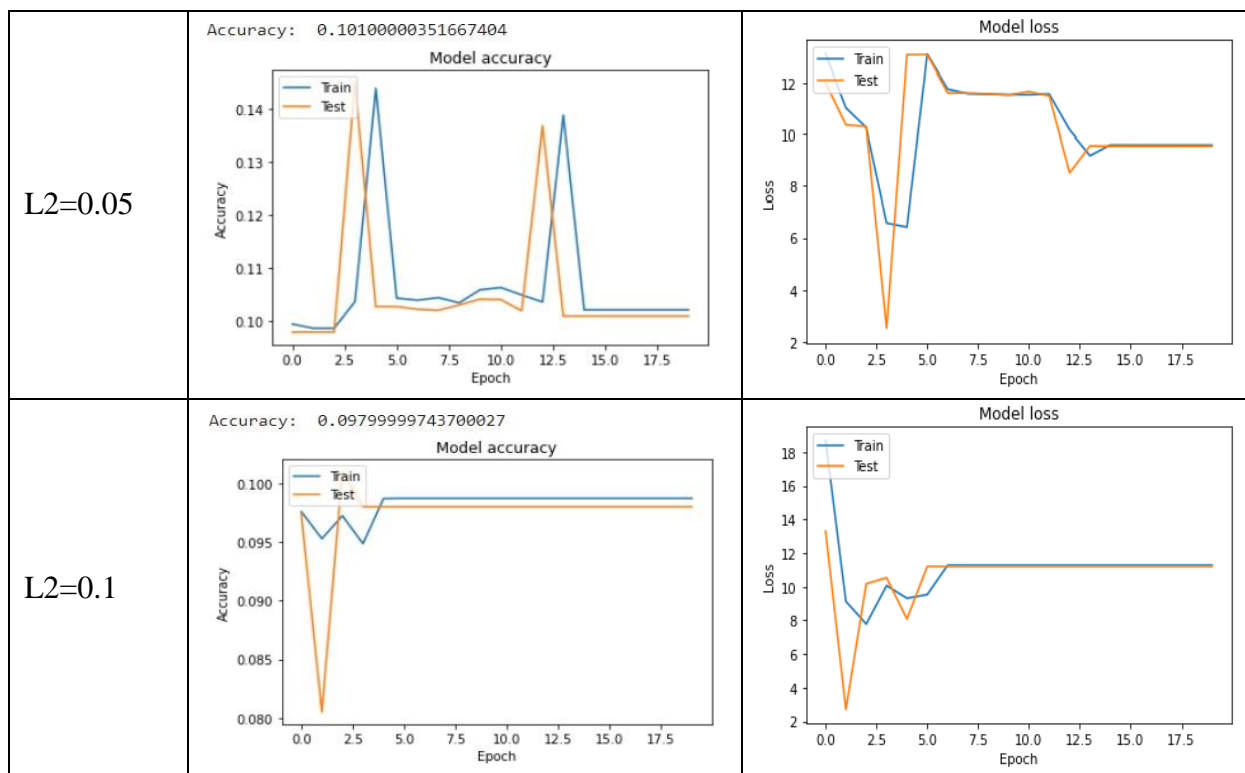 L2=0.05
Accuracy: 0.10100000351667404
Model accuracy
Train
Test
0.14
0.13
0.12
0.11
0.10
Accuracy
0.0 2.5 5.0 7.5 10.0 12.5 15.0 17.5
Epoch
Model loss
Train
Test
12
10
8
6
4
2
Loss
0.0 2.5 5.0 7.5 10.0 12.5 15.0 17.5
Epoch
L2=0.1
Accuracy: 0.09799999743700027
Model accuracy
Train
Test
0.100
0.095
0.090
0.085
0.080
Accuracy
0.0 2.5 5.0 7.5 10.0 12.5 15.0 17.5
Epoch
Model loss
Train
Test
18
16
14
12
10
8
6
4
2
Loss
0.0 2.5 5.0 7.5 10.0 12.5 15.0 17.5
Epoch